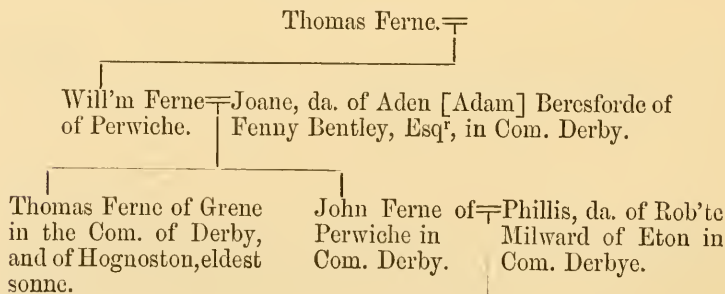 Thomas Ferne.
Will'm Ferne
of Perwiche.
Joane, da. of Aden [Adam] Beresforde of
Fenny Bentley, Esqr, in Com. Derby.
Thomas Ferne of Grene
in the Com. of Derby,
and of Hognoston, eldest
sonne.
John Ferne of
Perwiche in
Com. Derby.
Phillis, da. of Rob'te
Milward of Eton in
Com. Derbye.